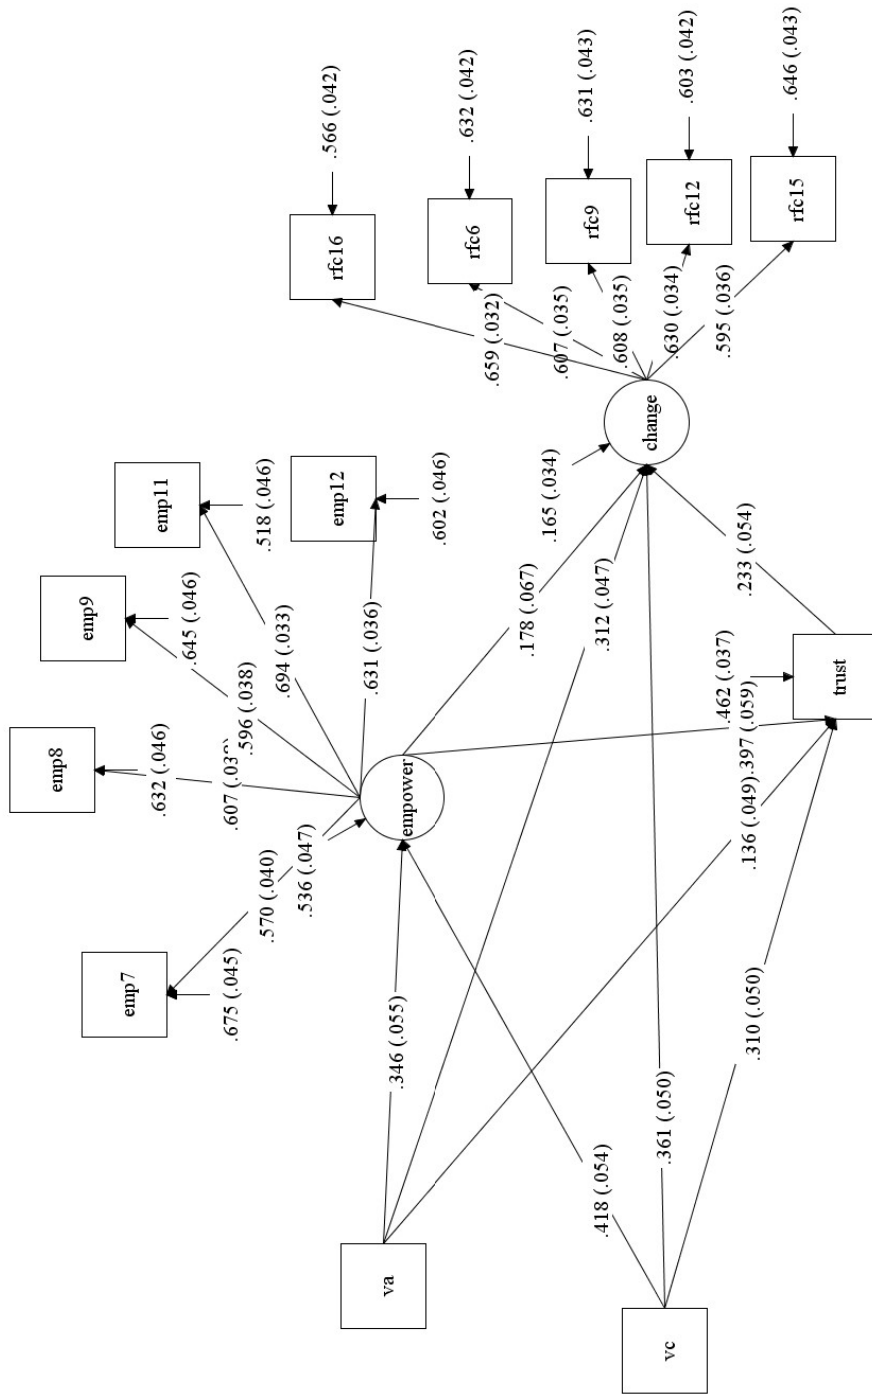 .566 (.042)
rfc16
.632 (.042)
rfc6
.631 (.043)
rfc9
.603 (.042)
rfc12
.646 (.043)
rfc15
.659 (.032)
.607 (.035)
.608 (.035)
.630 (.034)
.595 (.036)
change
.165 (.034)
emp7
.675 (.045)
emp8
.632 (.046)
emp9
.645 (.046)
emp11
.518 (.046)
emp12
.602 (.046)
.570 (.040)
.536 (.047)
.607
.596 (.038)
.694 (.033)
.631 (.036)
empower
.178 (.067)
.312 (.047)
.233 (.054)
.462 (.037)
.397 (.059)
.136 (.049)
trust
.346 (.055)
.418 (.054)
.361 (.050)
.310 (.050)
va
vc